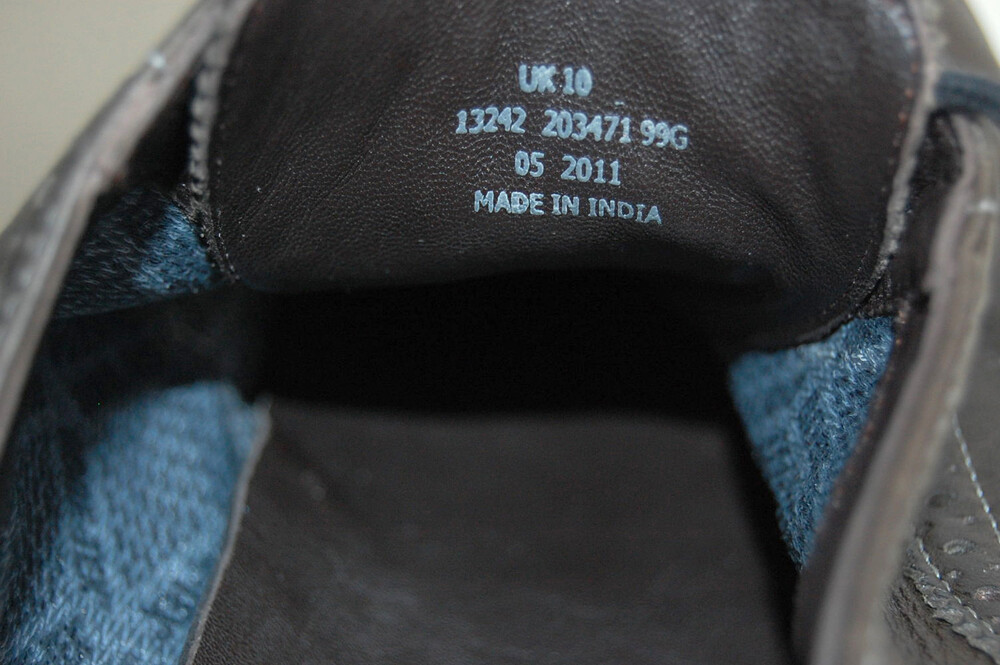 UK 10
13242 203471 99G
05 2011
MADE IN INDIA